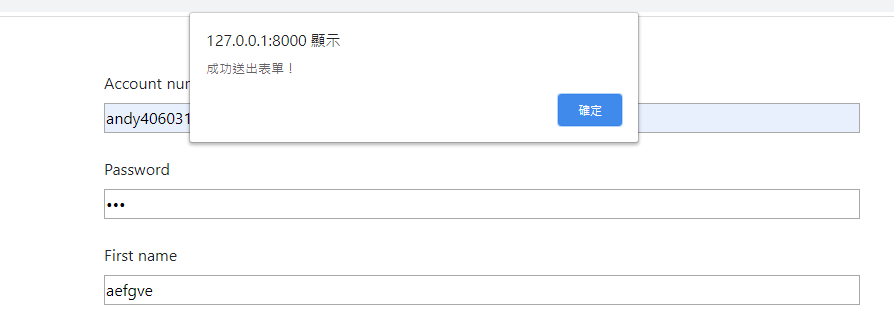 127.0.0.1:8000 顯示
成功送出表單！
確定
Account nur
andy406031
Password
•••
First name
aefgve